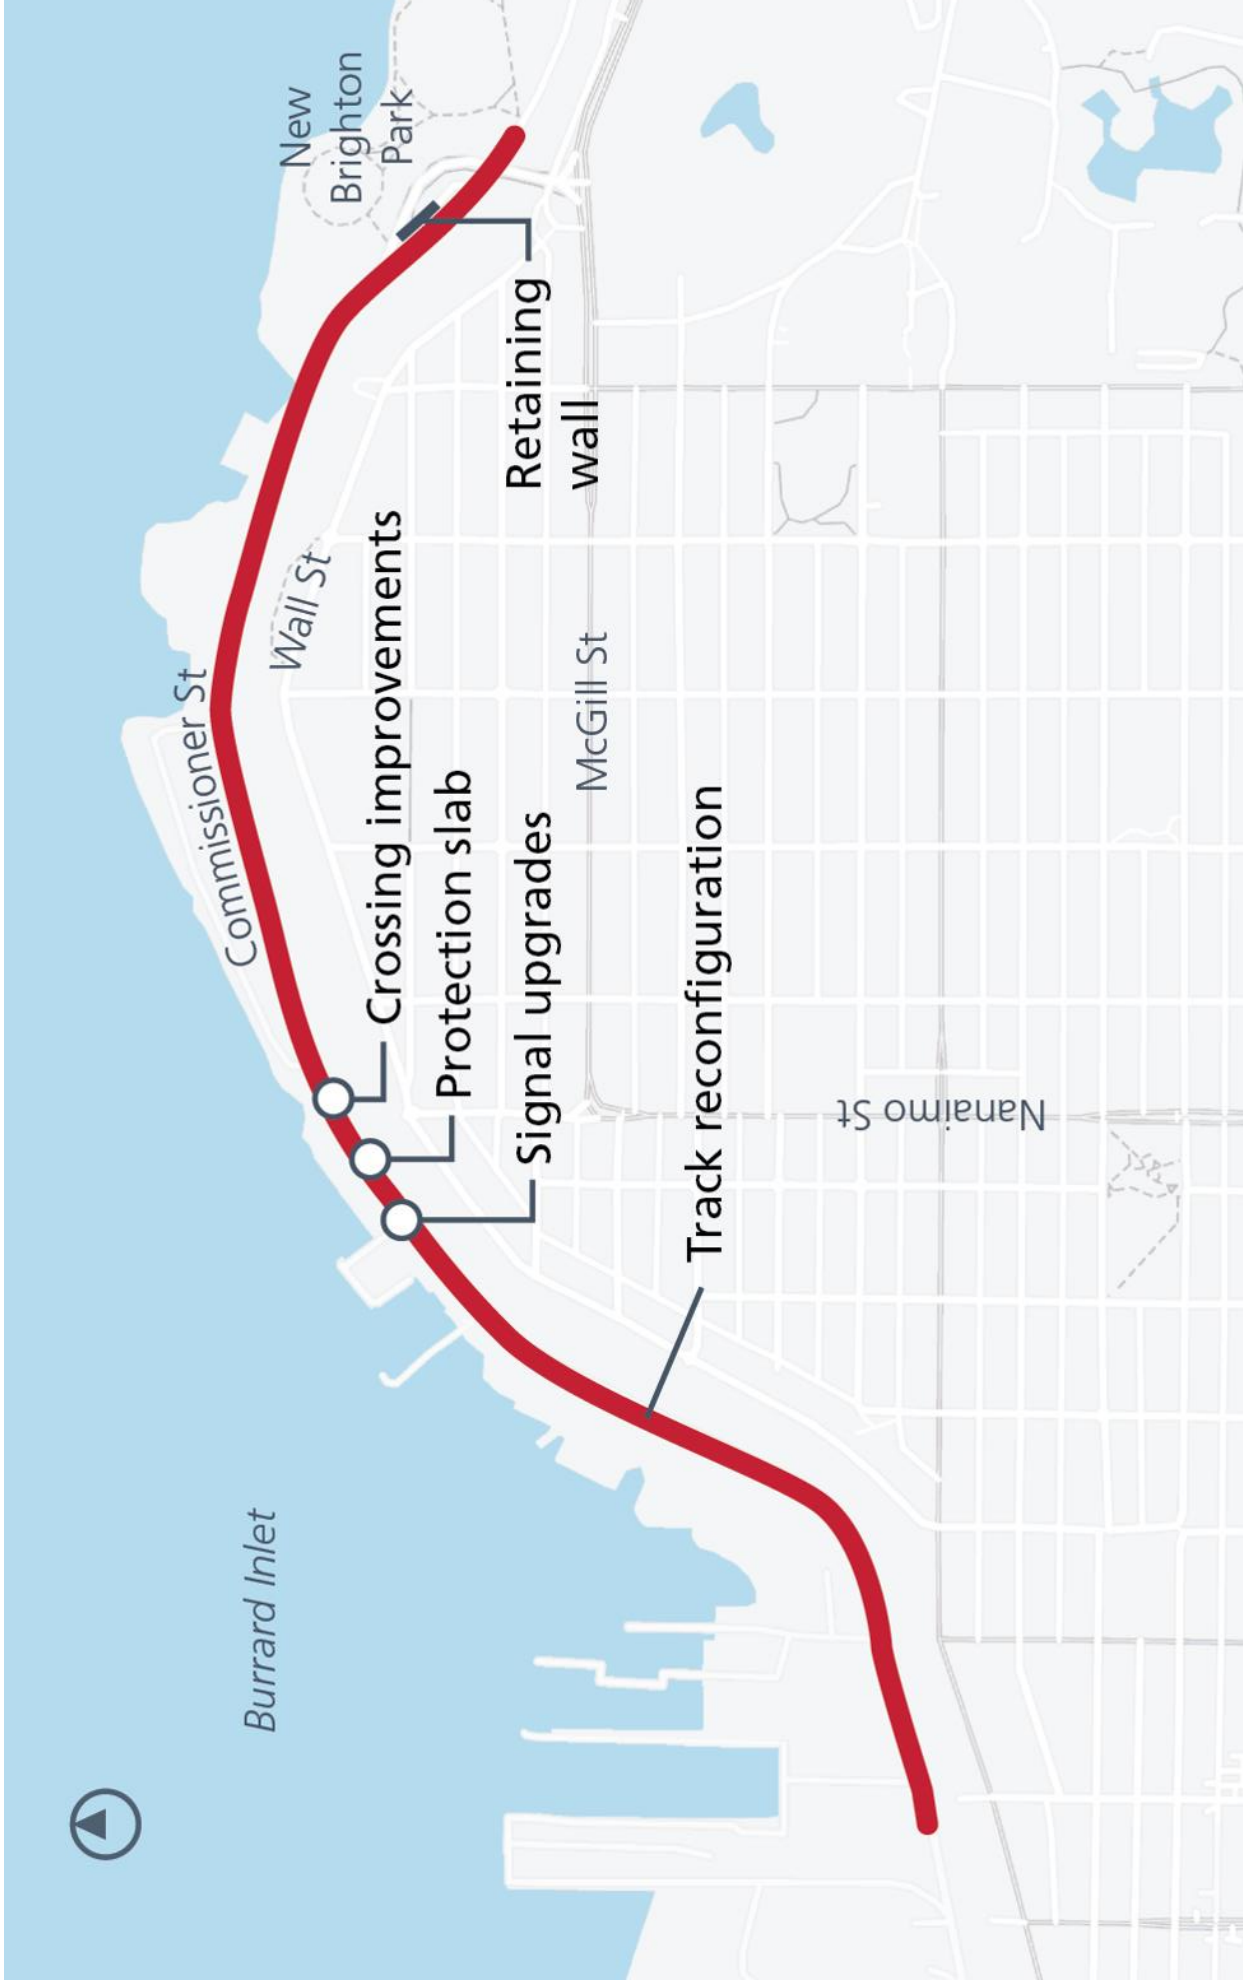 Burrard Inlet
Commissioner St
Wall St
New
Brighton
Park
Crossing improvements
Protection slab
Signal upgrades
Retaining
wall
McGill St
Track reconfiguration
Nanaimo St